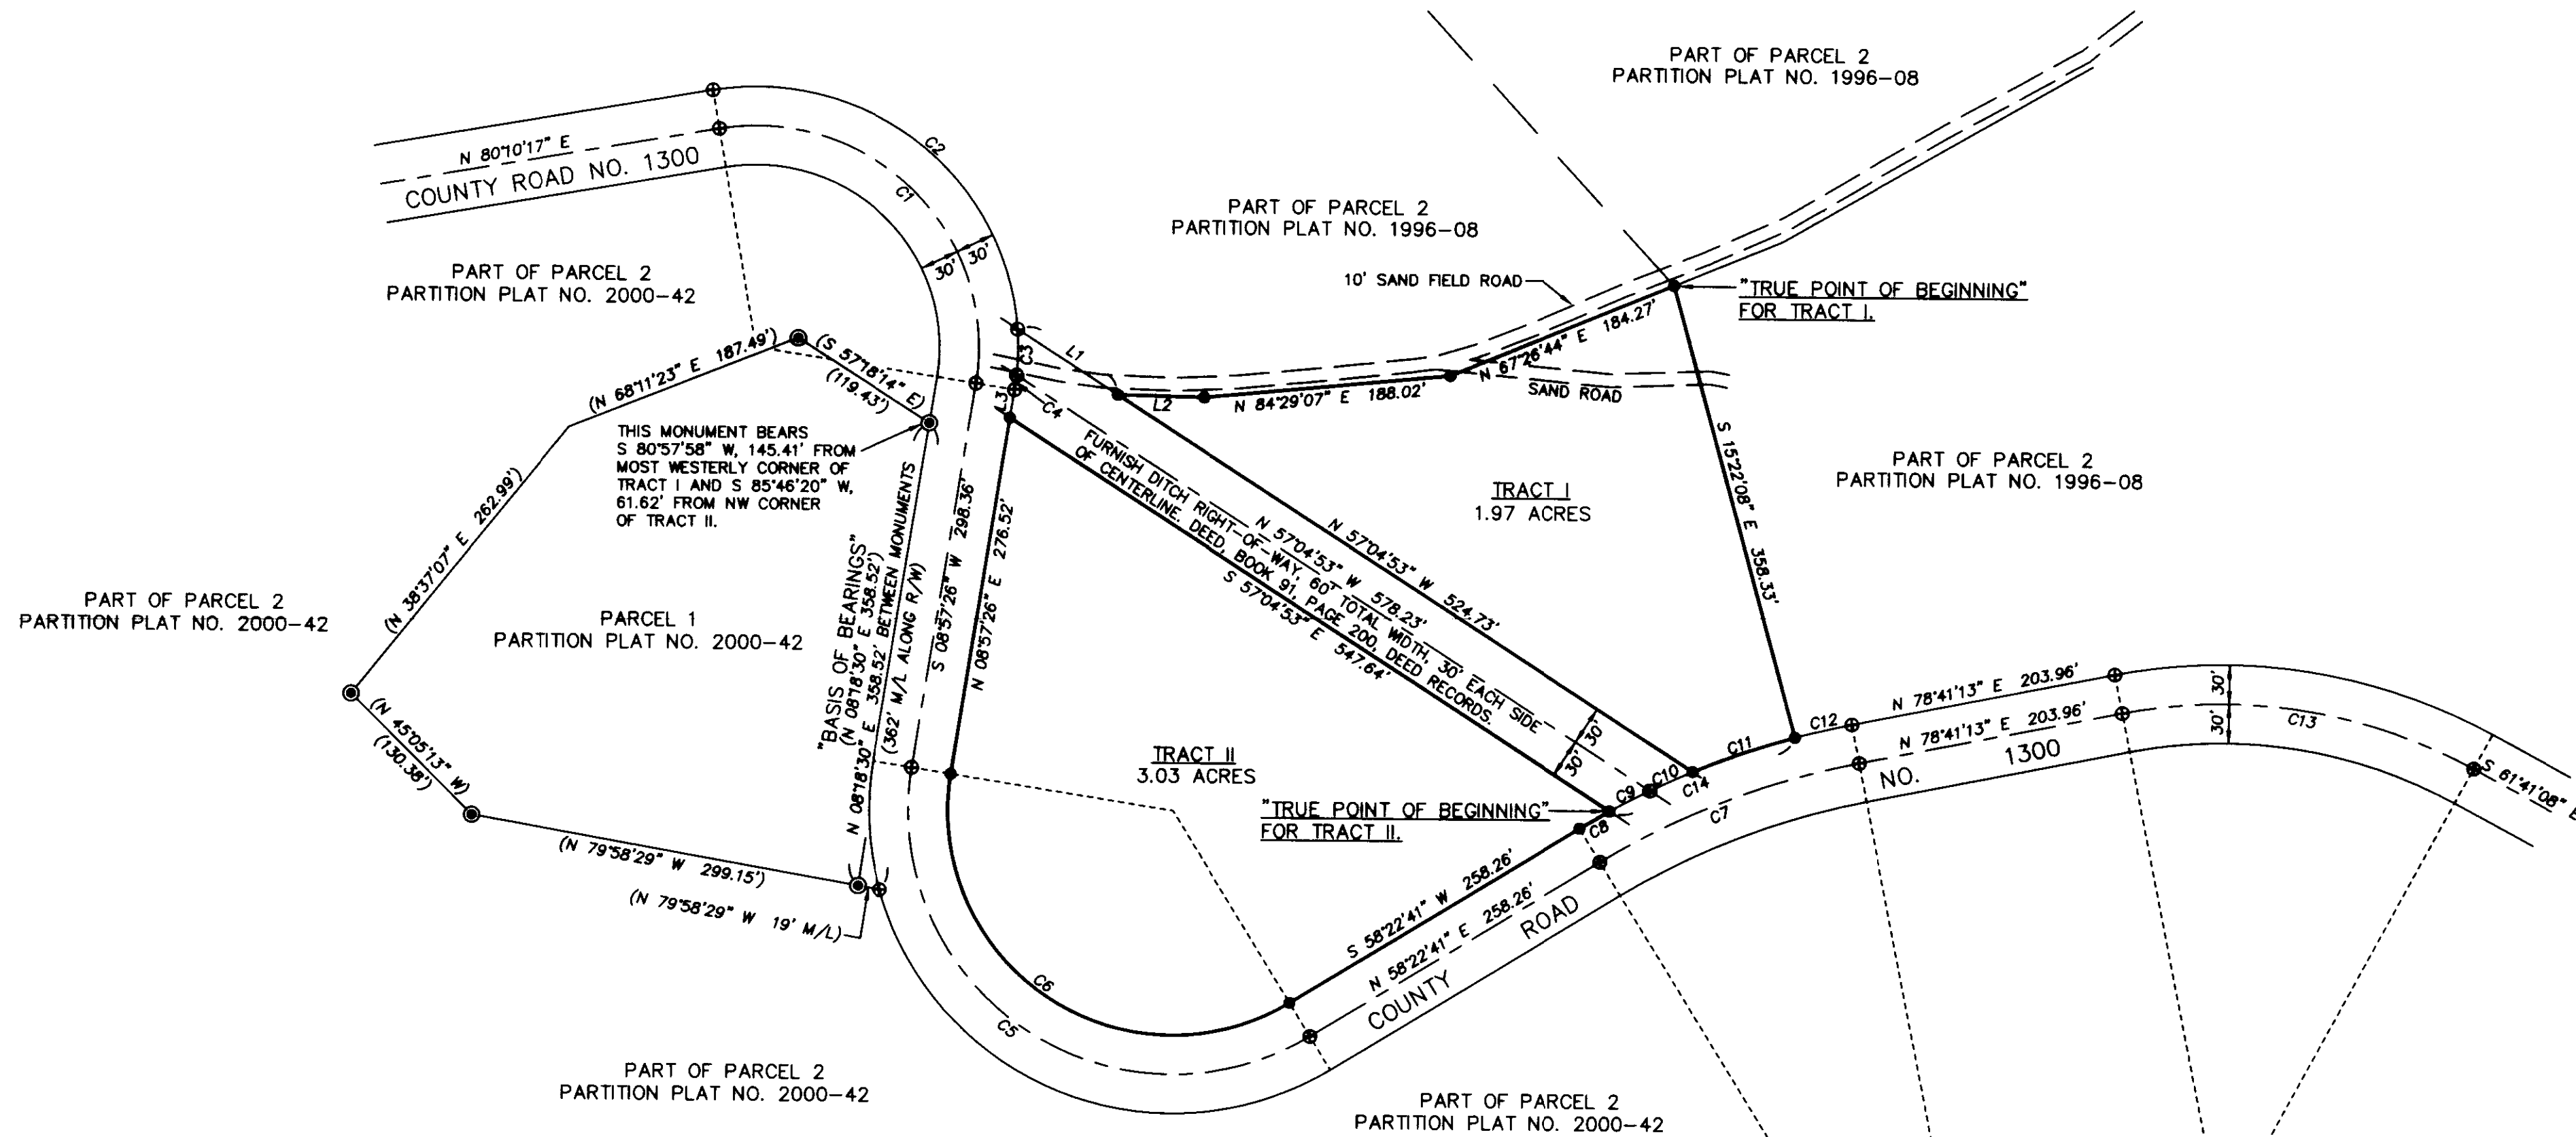 PART OF PARCEL 2
PARTITION PLAT NO. 1996-08
N 80°10'17" E
COUNTY ROAD NO. 1300
C2
C1
30'
30'
PART OF PARCEL 2
PARTITION PLAT NO. 1996-08
PART OF PARCEL 2
PARTITION PLAT NO. 2000-42
10' SAND FIELD ROAD
"TRUE POINT OF BEGINNING"
FOR TRACT I.
N 67°26'44" E 184.27'
L1
C3
L2
L3
C4
N 84°29'07" E 188.02'
SAND ROAD
(N 68°11'23" E 187.49')
(S 57°18'14" E)
(119.43')
THIS MONUMENT BEARS
S 80°57'58" W, 145.41' FROM
MOST WESTERLY CORNER OF
TRACT I AND S 85°46'20" W,
61.62' FROM NW CORNER
OF TRACT II.
S 15°22'08" E 358.33'
PART OF PARCEL 2
PARTITION PLAT NO. 1996-08
TRACT I
1.97 ACRES
N 57°04'53" W 524.73'
N 57°04'53" W 578.23'
FURNISH DITCH RIGHT-OF-WAY, 60' TOTAL WIDTH, 30' EACH SIDE
OF CENTERLINE. DEED, BOOK 91, PAGE 200, DEED RECORDS.
S 57°04'53" E 547.64'
30'
30'
(N 38°37'07" E 262.99')
PART OF PARCEL 2
PARTITION PLAT NO. 2000-42
PARCEL 1
PARTITION PLAT NO. 2000-42
"BASIS OF BEARINGS"
(N 08°18'30" E 358.52')
N 08°18'30" E 358.52' BETWEEN MONUMENTS
(362' M/L ALONG R/W)
S 08°57'26" W 298.36'
N 08°57'26" E 276.52'
(N 45°05'13" W)
(130.38')
(N 79°58'29" W 299.15')
(N 79°58'29" W 19' M/L)
TRACT II
3.03 ACRES
"TRUE POINT OF BEGINNING"
FOR TRACT II.
C8
C9
C10
C14
C11
C12
C7
N 78°41'13" E 203.96'
N 78°41'13" E 203.96'
NO. 1300
30'
30'
C13
S 61°41'08" E
S 58°22'41" W 258.26'
N 58°22'41" E 258.26'
COUNTY ROAD
C6
C5
PART OF PARCEL 2
PARTITION PLAT NO. 2000-42
PART OF PARCEL 2
PARTITION PLAT NO. 2000-42